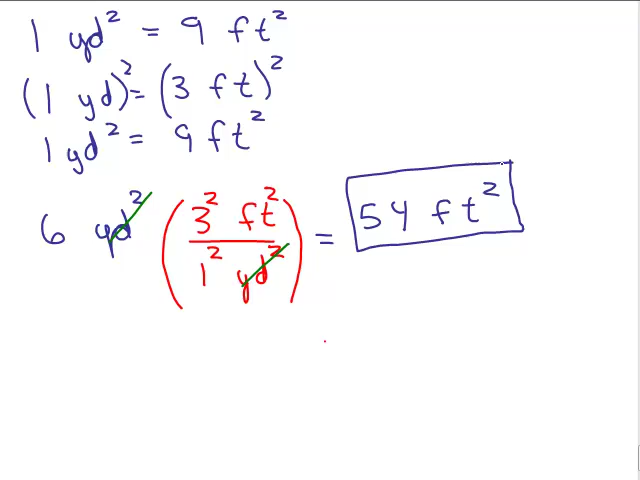 1 yd² = 9 ft²
(1 yd)² = (3 ft)²
1 yd² = 9 ft²
6 yd² (3² ft² / 1² yd²) = 54 ft²